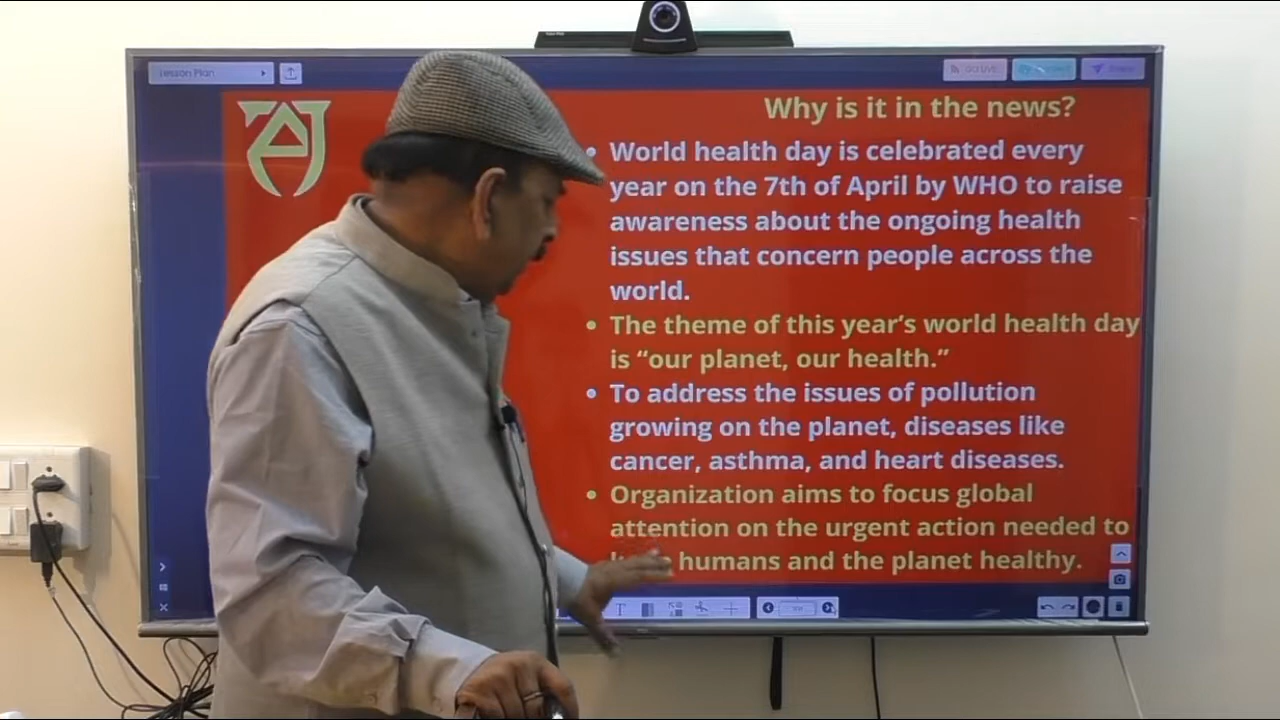 Lesson Plan
Go Live
Why is it in the news?
• World health day is celebrated every
year on the 7th of April by WHO to raise
awareness about the ongoing health
issues that concern people across the
world.
• The theme of this year's world health day
is “our planet, our health.”
• To address the issues of pollution
growing on the planet, diseases like
cancer, asthma, and heart diseases.
• Organization aims to focus global
attention on the urgent action needed to
humans and the planet healthy.
T